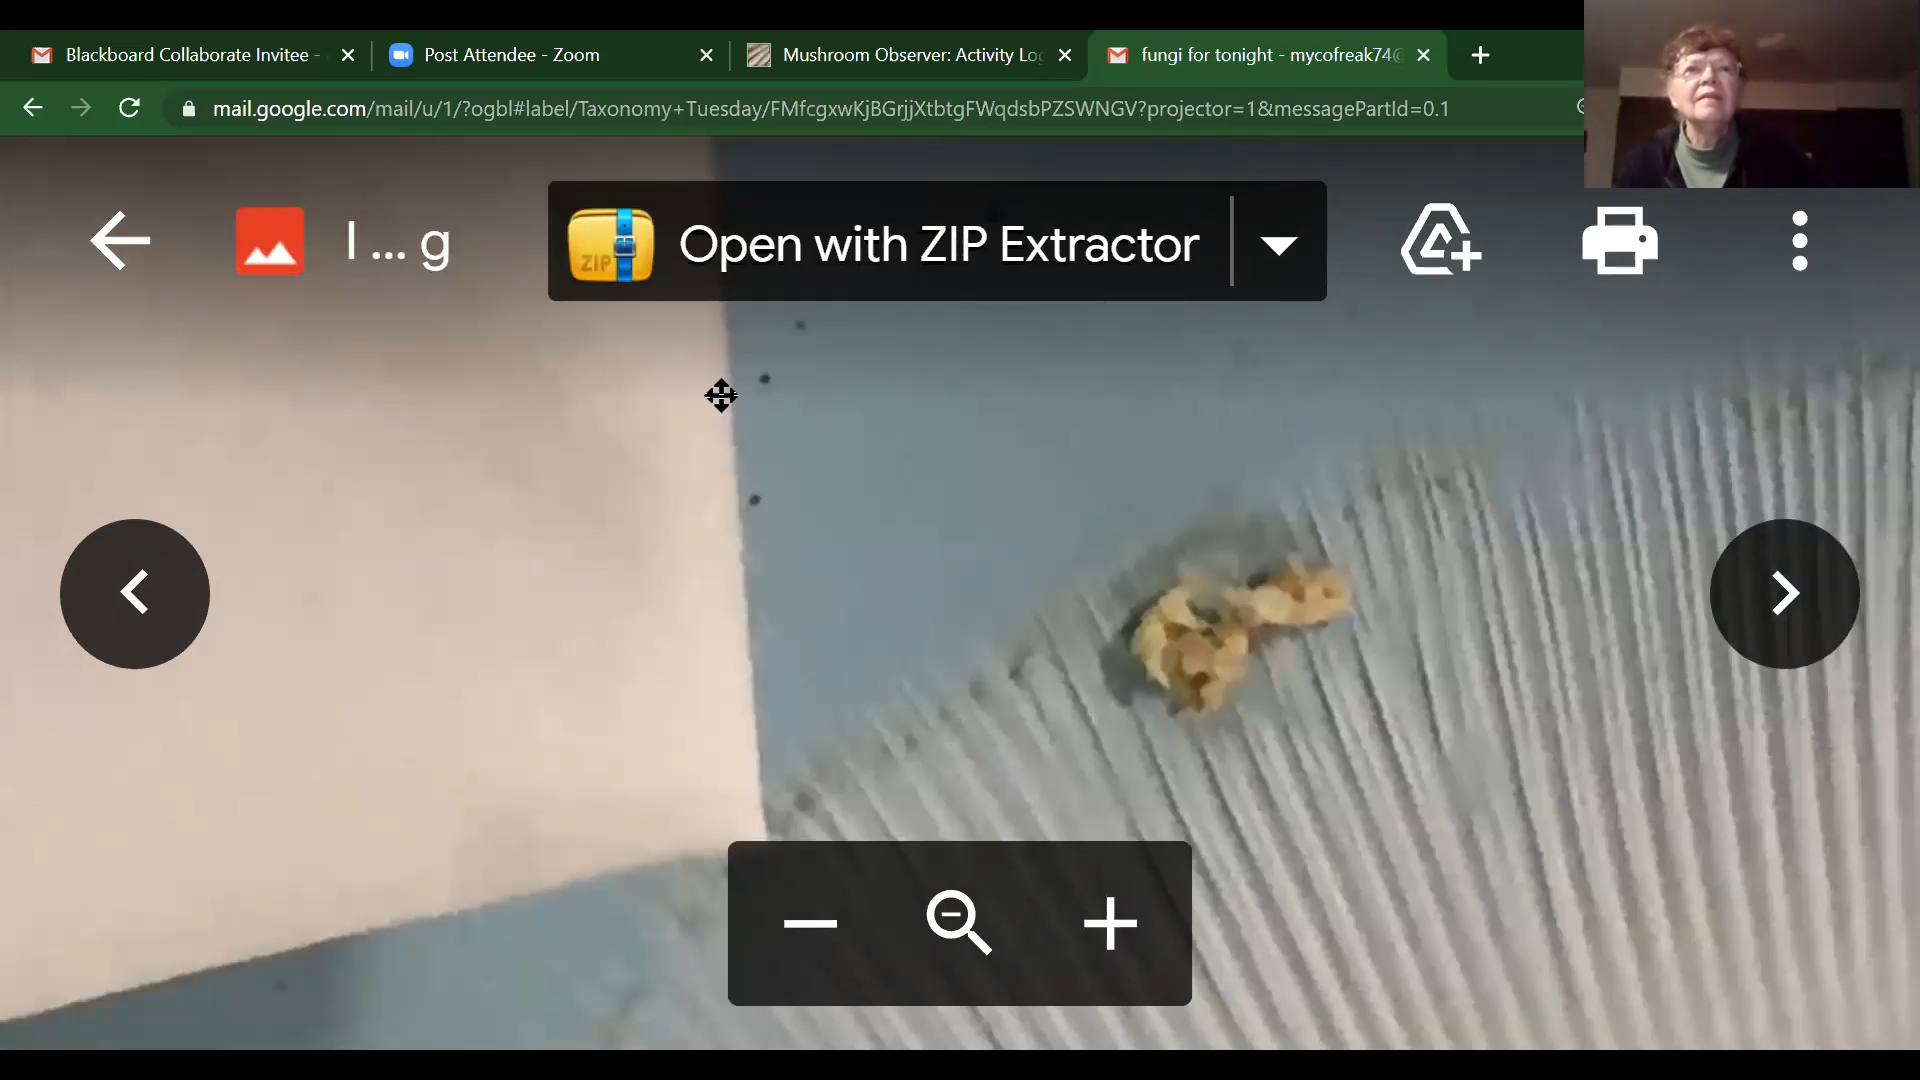 Blackboard Collaborate Invitee -
Post Attendee - Zoom
Mushroom Observer: Activity Lo
fungi for tonight - mycofreak74@
mail.google.com/mail/u/1/?ogbl#label/Taxonomy+Tuesday/FMfcgxwKjBGrjjXtbtgFWqdsbPZSWNGV?projector=1&messagePartId=0.1
I ... g
ZIP
Open with ZIP Extractor